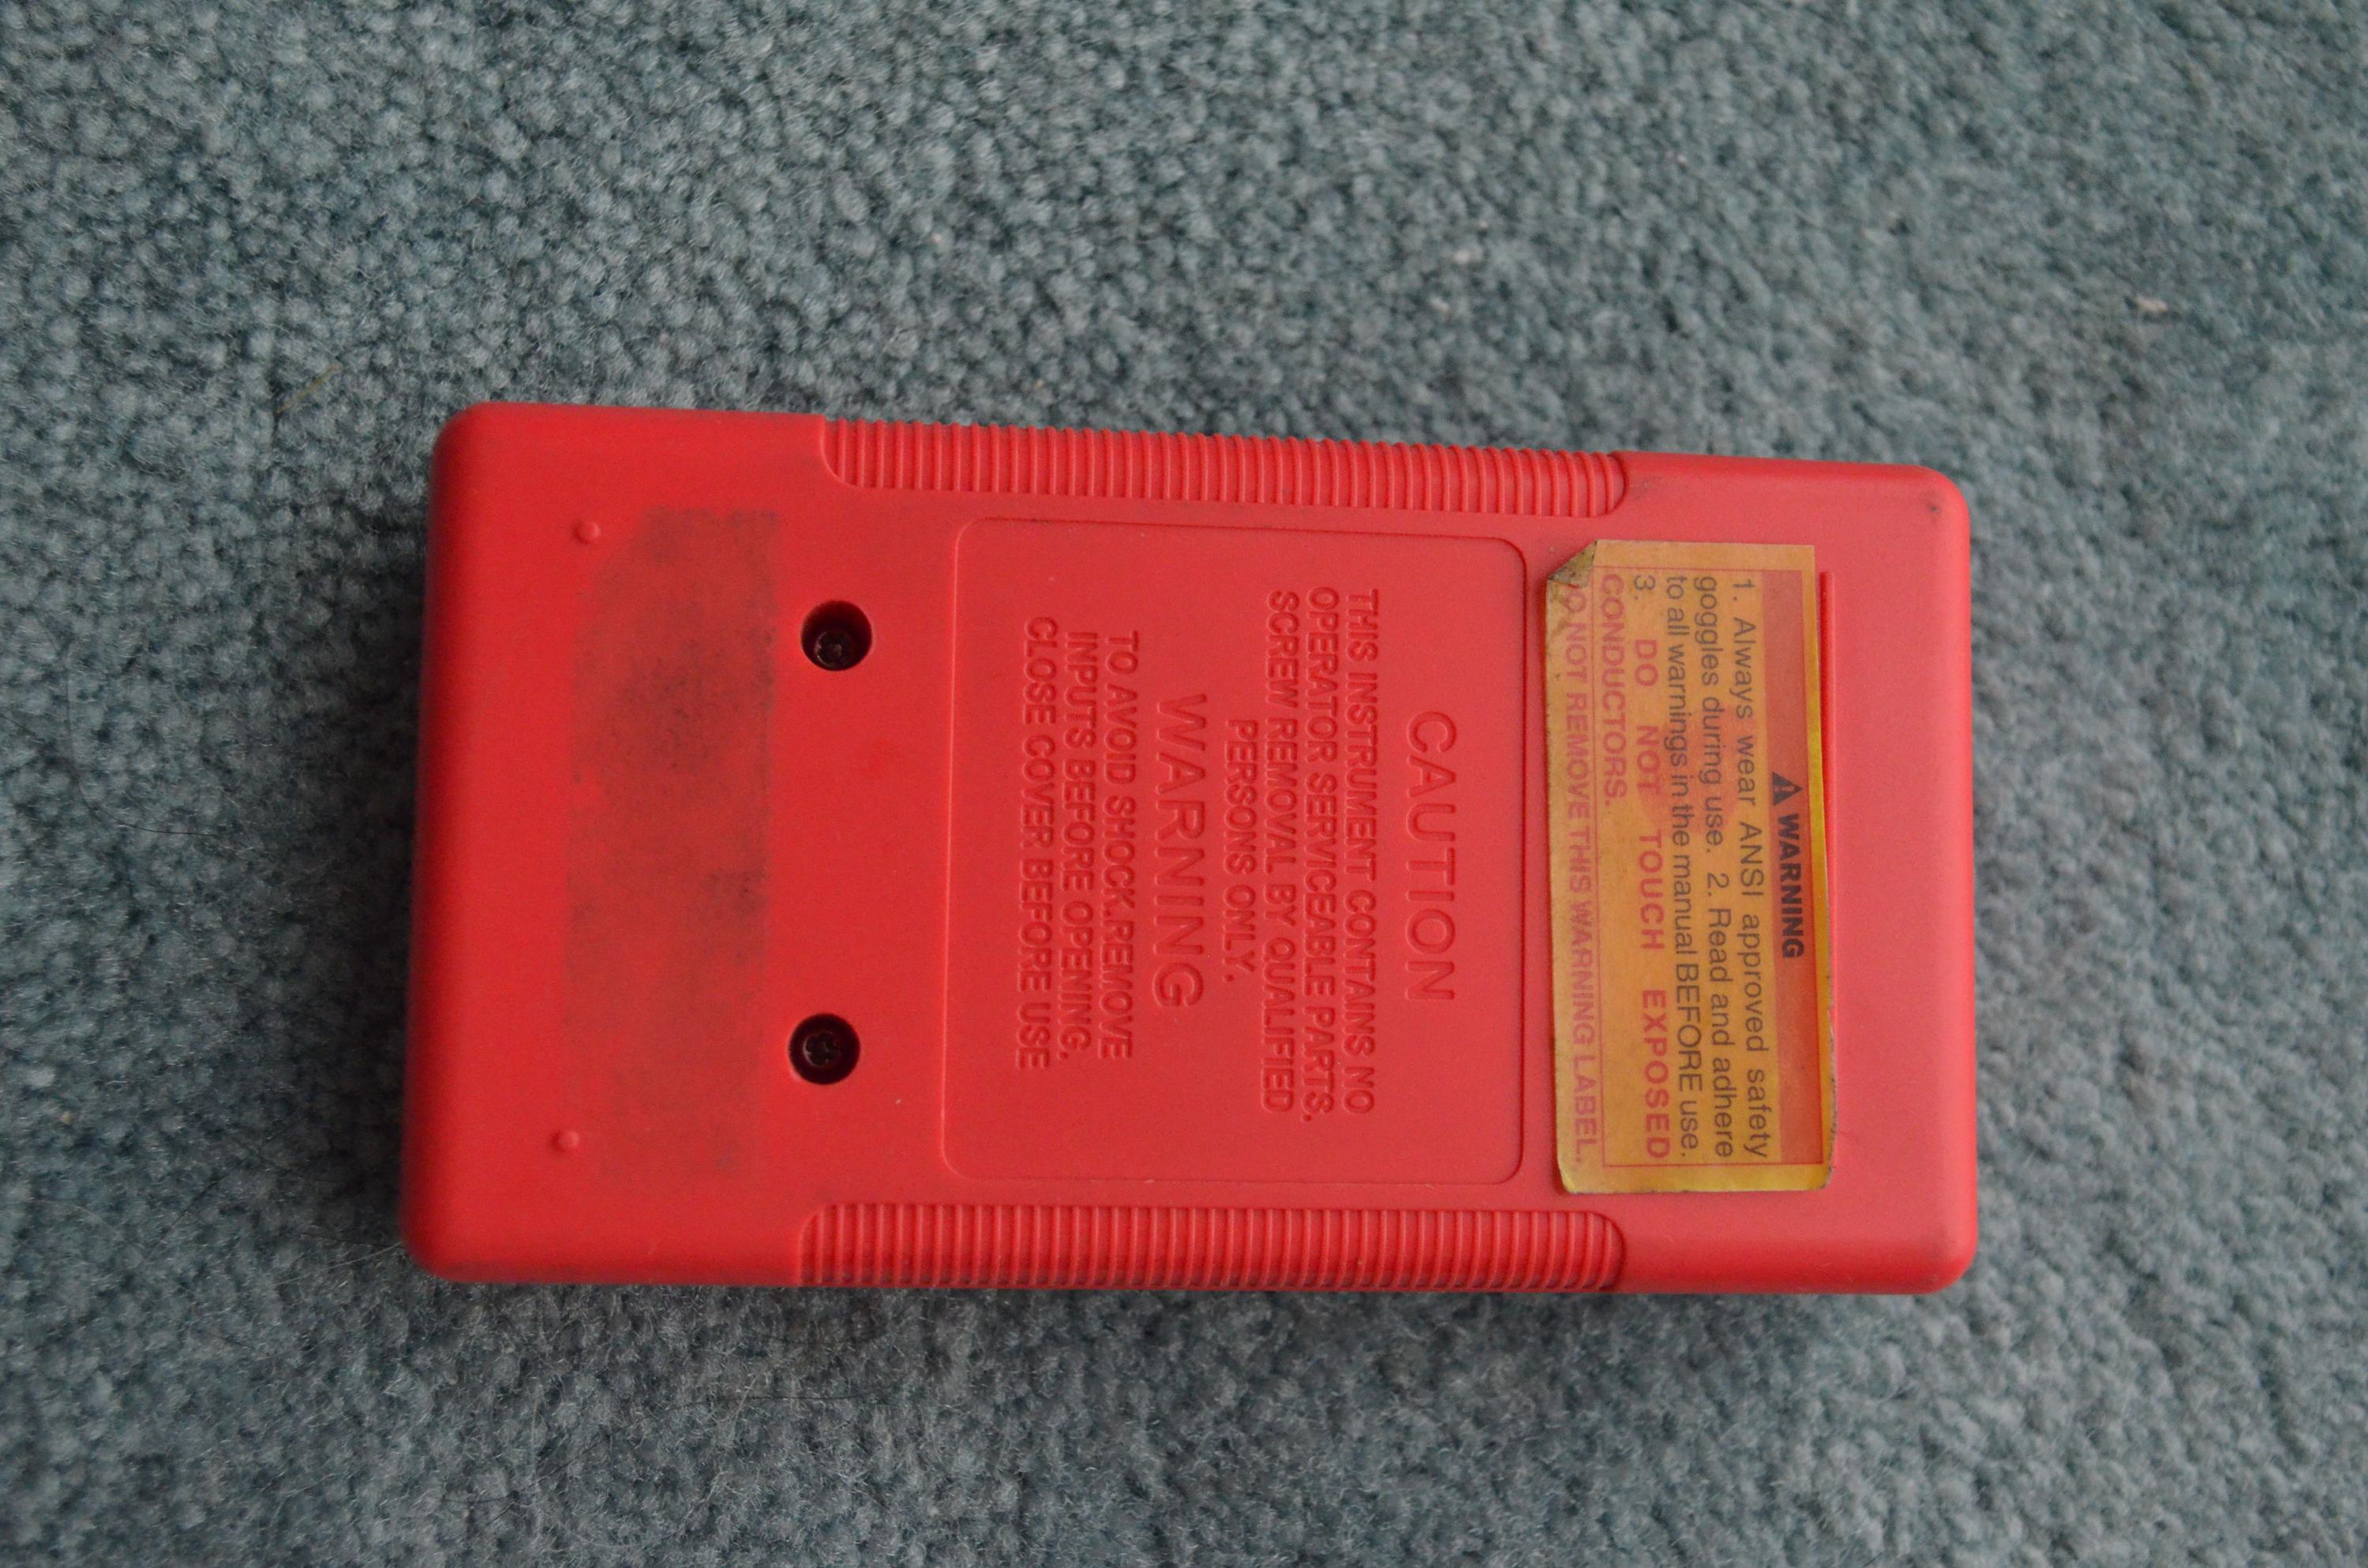 ⚠ WARNING
1. Always wear ANSI approved safety
goggles during use. 2. Read and adhere
to all warnings in the manual BEFORE use.
3. DO NOT TOUCH EXPOSED
CONDUCTORS.
DO NOT REMOVE THIS WARNING LABEL.
CAUTION
THIS INSTRUMENT CONTAINS NO
OPERATOR SERVICEABLE PARTS.
SCREW REMOVAL BY QUALIFIED
PERSONS ONLY.
WARNING
TO AVOID SHOCK.REMOVE
INPUTS BEFORE OPENING.
CLOSE COVER BEFORE USE